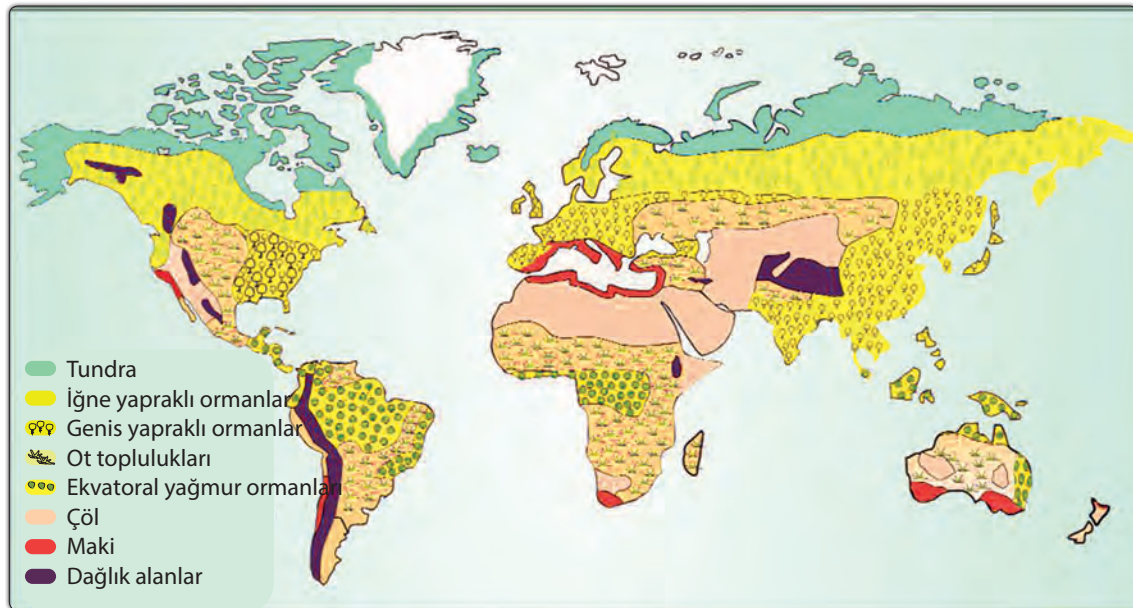 Tundra
İğne yapraklı ormanlar
Genis yapraklı ormanlar
Ot toplulukları
Ekvatoral yağmur ormanları
Çöl
Maki
Dağlık alanlar